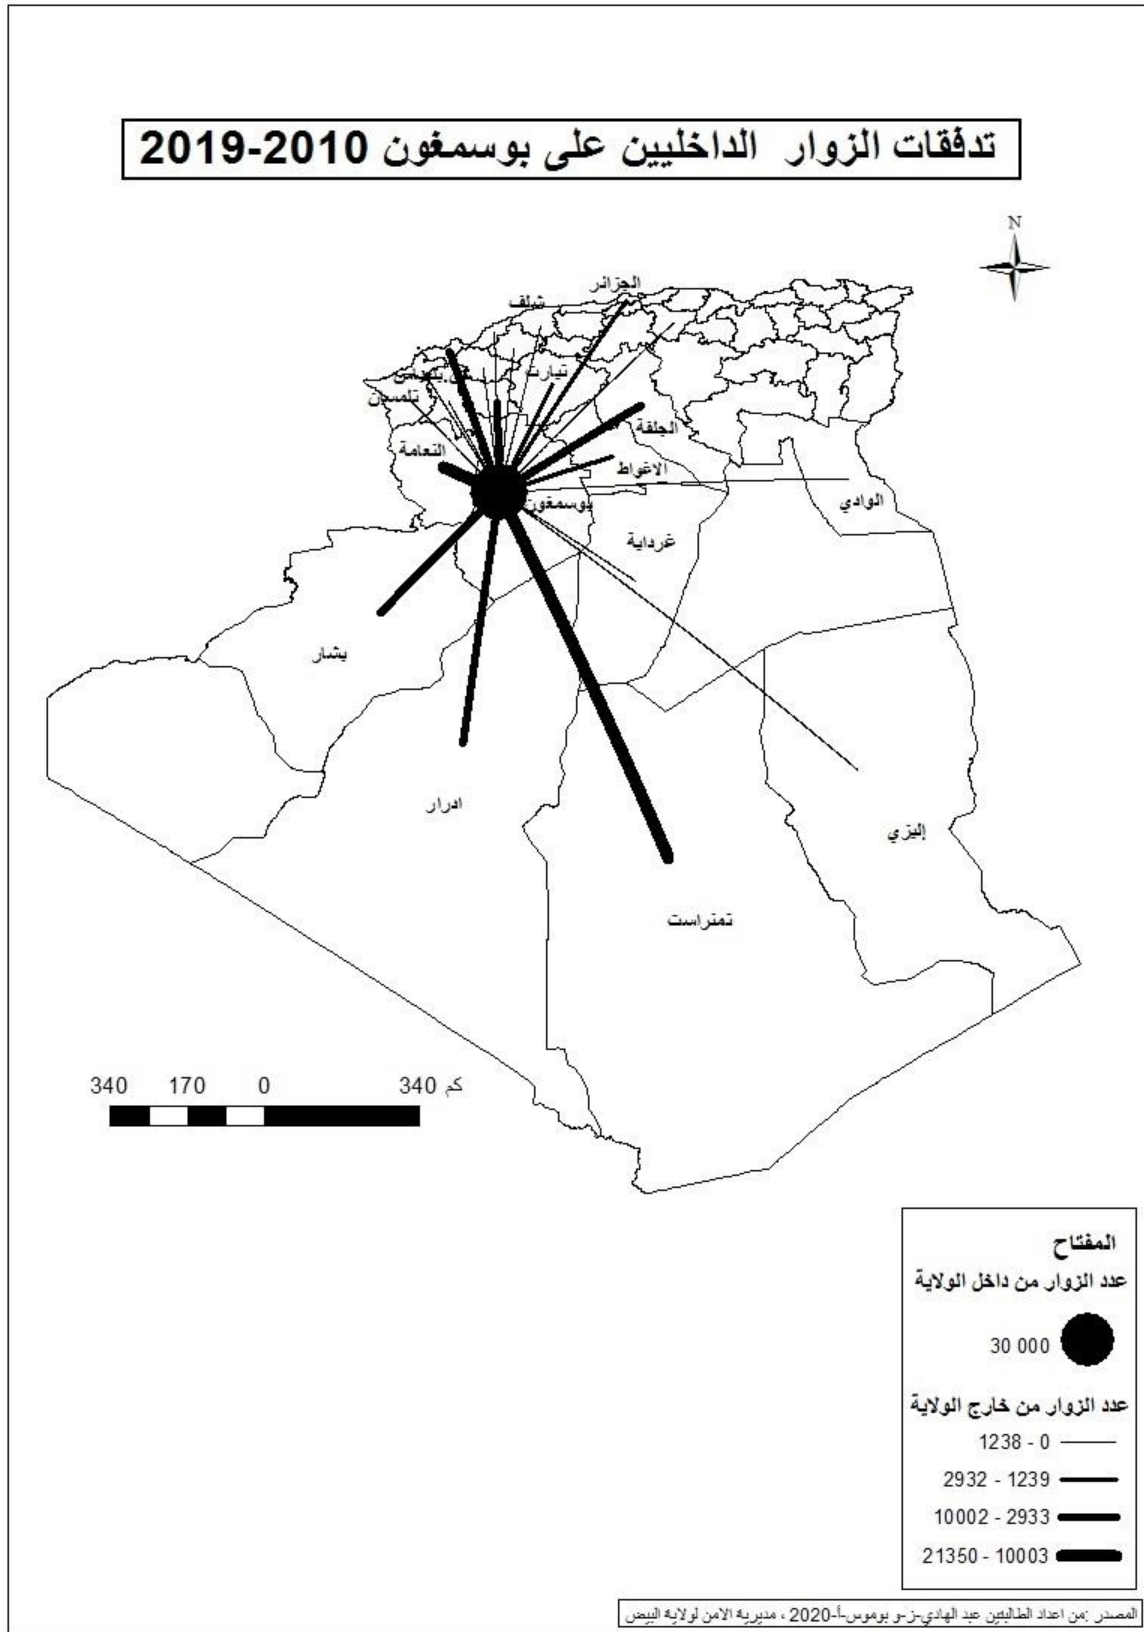 تدفقات الزوار الداخليين على بوسمغون 2010-2019
N
الجزائر
شلف
تيارت
تلمسان
الجلفة
النعامة
الاغواط
بوسمغون
الوادي
غرداية
بشار
ادرار
إليزي
تمنراست
340 170 0 340 كم
المفتاح
عدد الزوار من داخل الولاية
30 000
عدد الزوار من خارج الولاية
0 - 1238
1239 - 2932
2933 - 10002
10003 - 21350
المصدر :من اعداد الطالبتين عبد الهادي-ز-و بوموس-أ-2020 ، مديرية الامن لولاية البيض